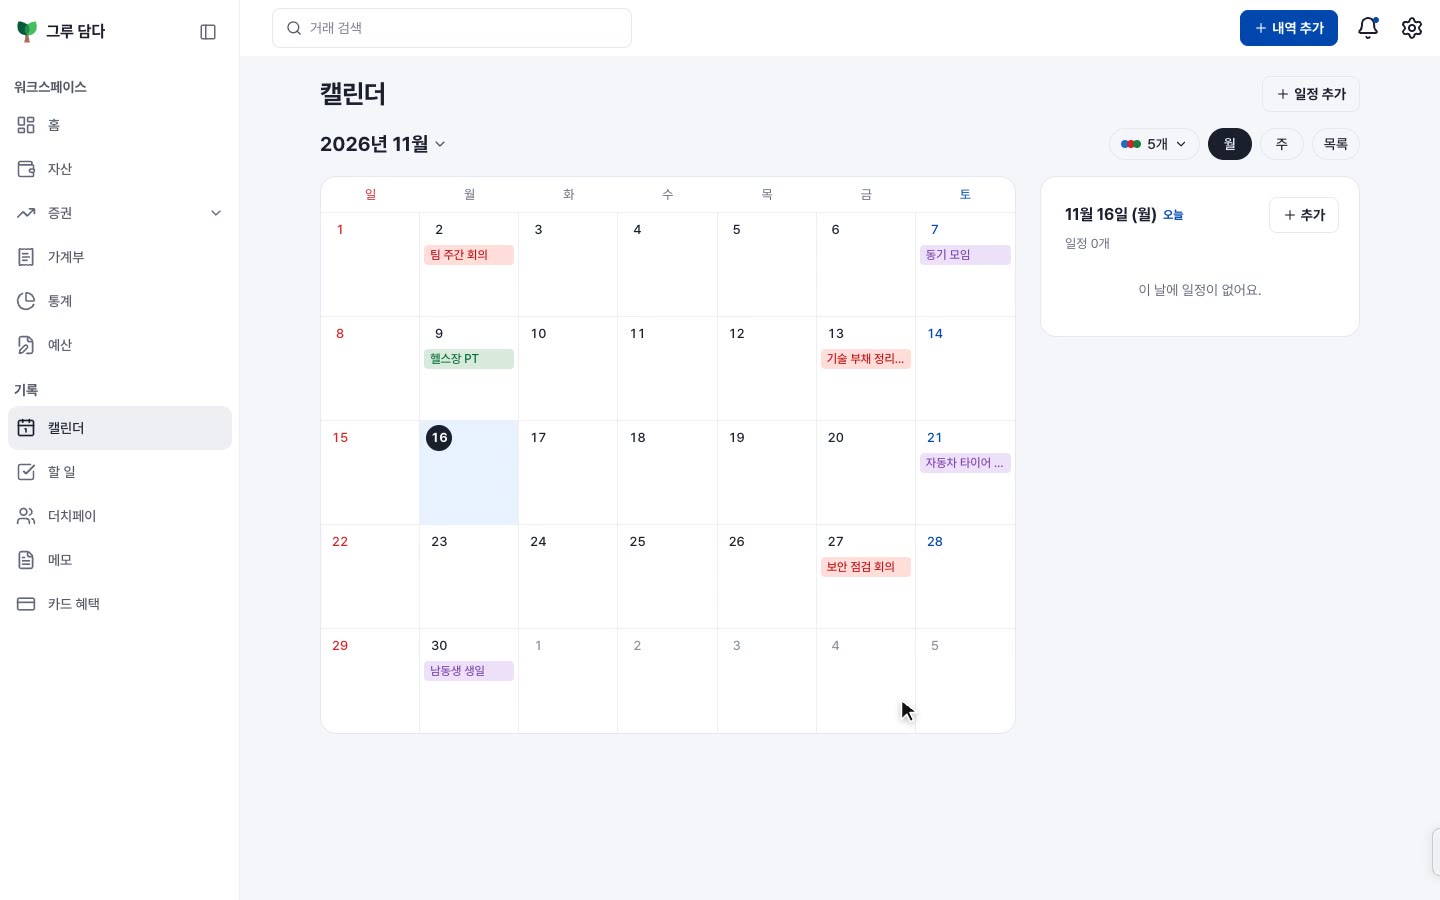 그루 담다
거래 검색
내역 추가
워크스페이스
홈
자산
증권
가계부
통계
예산
기록
캘린더
할 일
더치페이
메모
카드 혜택
캘린더
일정 추가
2026년 11월
5개
월
주
목록
일 월 화 수 목 금 토
1 2 3 4 5 6 7
팀 주간 회의 동기 모임
8 9 10 11 12 13 14
헬스장 PT 기술 부채 정리...
15 16 17 18 19 20 21
자동차 타이어 ...
22 23 24 25 26 27 28
보안 점검 회의
29 30 1 2 3 4 5
남동생 생일
11월 16일 (월) 오늘
추가
일정 0개
이 날에 일정이 없어요.